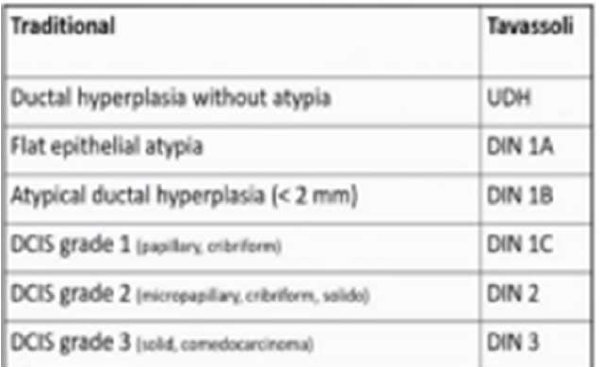 Traditional Tavassoli
Ductal hyperplasia without atypia UDH
Flat epithelial atypia DIN 1A
Atypical ductal hyperplasia (< 2 mm) DIN 1B
DCIS grade 1 (papillary, cribriform) DIN 1C
DCIS grade 2 (micropapillary, cribriform, solido) DIN 2
DCIS grade 3 (solid, comedocarcinoma) DIN 3